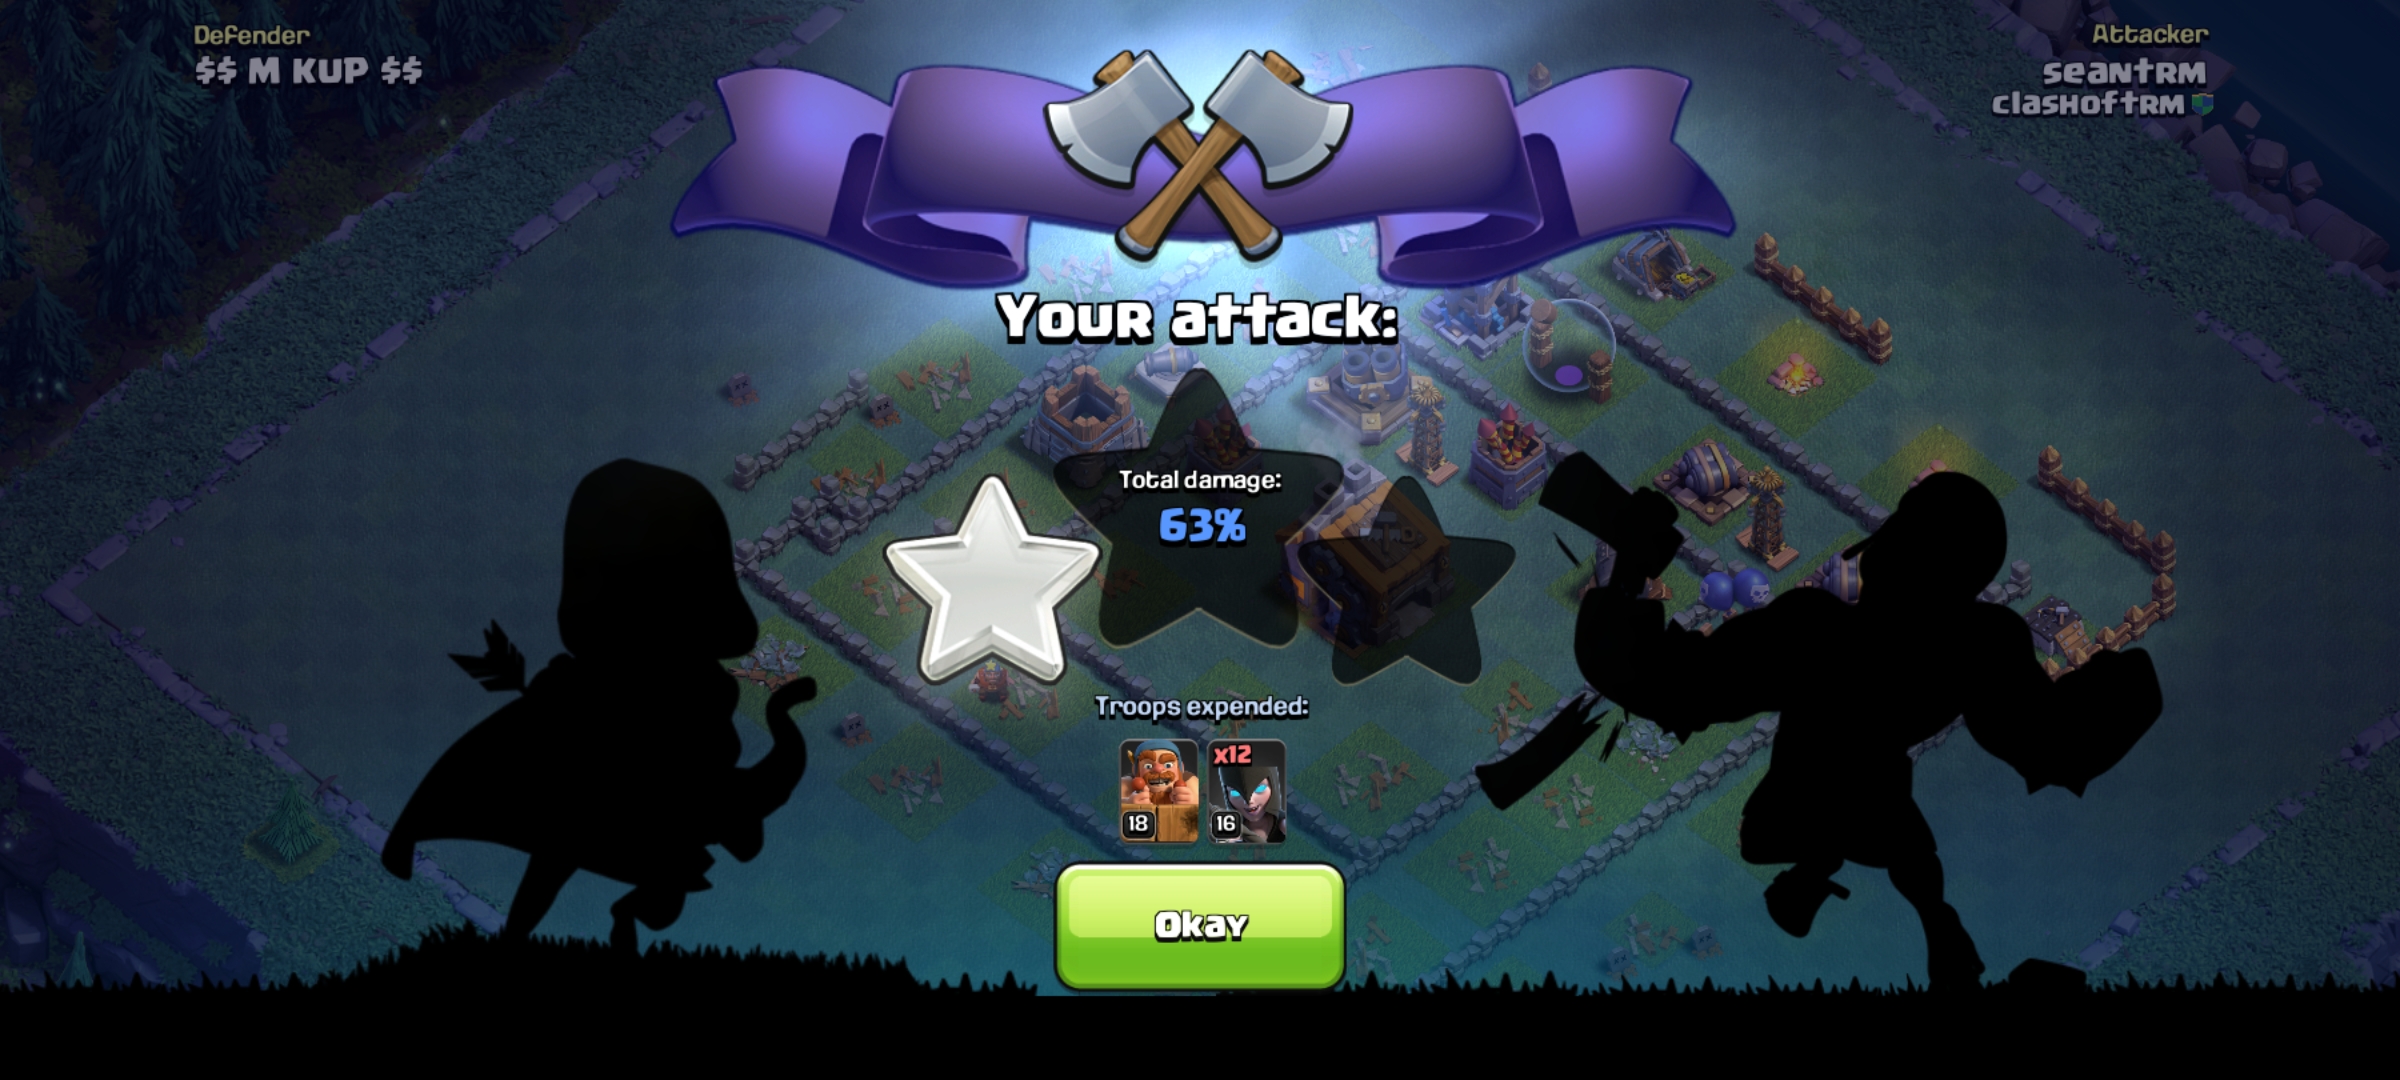 Defender
$$ M KUP $$
Attacker
seantRM
clashoftRM
Your attack:
Total damage:
63%
Troops expended:
x12
18
16
Okay